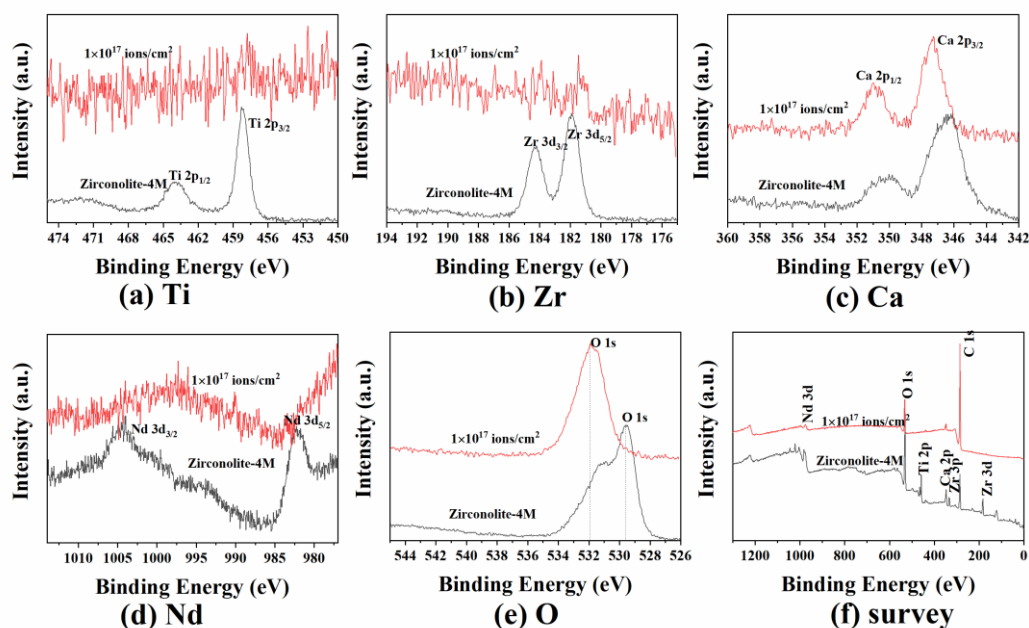 Intensity (a.u.)
1×10¹⁷ ions/cm²
Ti 2p₃/₂
Ti 2p₁/₂
Zirconolite-4M
474 471 468 465 462 459 456 453 450
Binding Energy (eV)
(a) Ti
Intensity (a.u.)
1×10¹⁷ ions/cm²
Zr 3d₃/₂
Zr 3d₅/₂
Zirconolite-4M
194 192 190 188 186 184 182 180 178 176
Binding Energy (eV)
(b) Zr
Intensity (a.u.)
Ca 2p₃/₂
Ca 2p₁/₂
1×10¹⁷ ions/cm²
Zirconolite-4M
360 358 356 354 352 350 348 346 344 342
Binding Energy (eV)
(c) Ca
Intensity (a.u.)
1×10¹⁷ ions/cm²
Nd 3d₃/₂
Nd 3d₅/₂
Zirconolite-4M
1005 1000 995 990 985 980
Binding Energy (eV)
(d) Nd
Intensity (a.u.)
O 1s
O 1s
1×10¹⁷ ions/cm²
Zirconolite-4M
544 542 540 538 536 534 532 530 528 526
Binding Energy (eV)
(e) O
Intensity (a.u.)
C 1s
O 1s
Nd 3d
1×10¹⁷ ions/cm²
Zirconolite-4M
Ti 2p
Ca 2p
Zr 3p
Zr 3d
1200 1000 800 600 400 200 0
Binding Energy (eV)
(f) survey